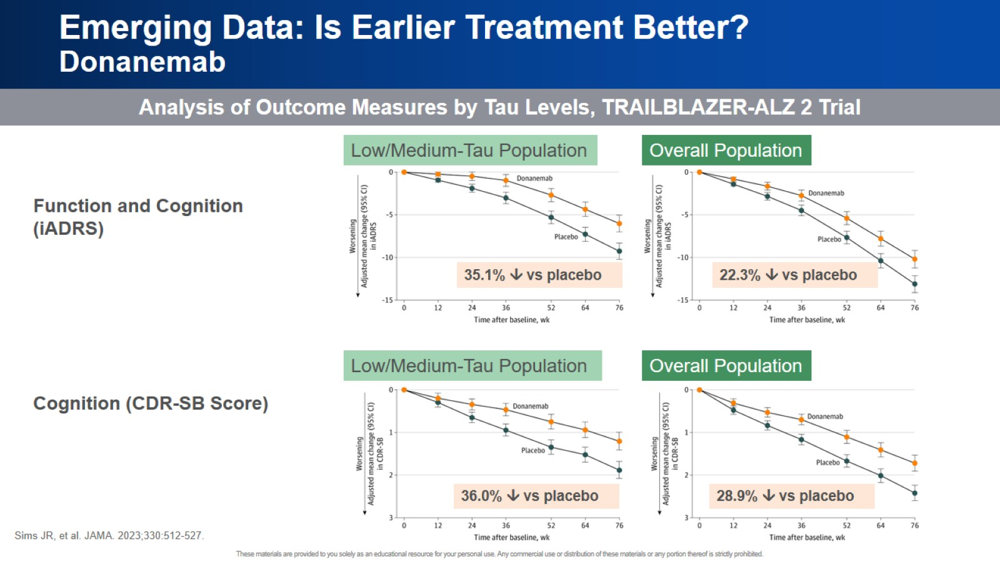 Emerging Data: Is Earlier Treatment Better?
Donanemab
Analysis of Outcome Measures by Tau Levels, TRAILBLAZER-ALZ 2 Trial
Function and Cognition
(iADRS)
Low/Medium-Tau Population
Worsening
Adjusted mean change (95% CI)
in iADRS
0
-5
-10
-15
Donanemab
Placebo
35.1% ↓ vs placebo
0 12 24 36 52 64 76
Time after baseline, wk
Overall Population
Worsening
Adjusted mean change (95% CI)
in iADRS
0
-5
-10
-15
Donanemab
Placebo
22.3% ↓ vs placebo
0 12 24 36 52 64 76
Time after baseline, wk
Cognition (CDR-SB Score)
Low/Medium-Tau Population
Worsening
Adjusted mean change (95% CI)
in CDR-SB
0
1
2
3
Donanemab
Placebo
36.0% ↓ vs placebo
0 12 24 36 52 64 76
Time after baseline, wk
Overall Population
Worsening
Adjusted mean change (95% CI)
in CDR-SB
0
1
2
3
Donanemab
Placebo
28.9% ↓ vs placebo
0 12 24 36 52 64 76
Time after baseline, wk
Sims JR, et al. JAMA. 2023;330:512-527.
These materials are provided to you solely as an educational resource for your personal use. Any commercial use or distribution of these materials or any portion thereof is strictly prohibited.